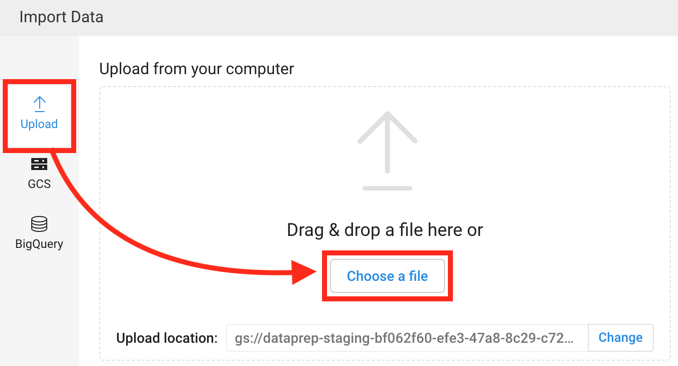 Import Data
Upload from your computer
Upload
GCS
BigQuery
Drag & drop a file here or
Choose a file
Upload location: gs://dataprep-staging-bf062f60-efe3-47a8-8c29-c72... Change